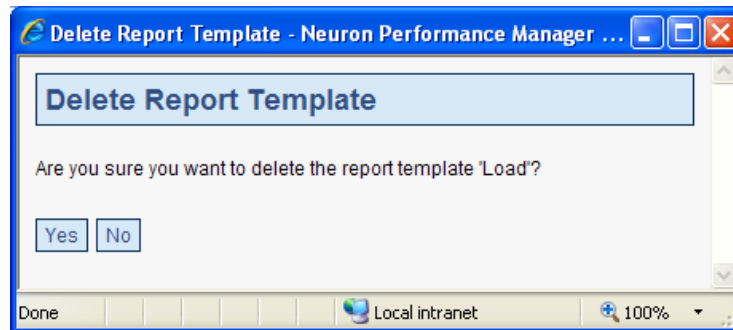 Delete Report Template - Neuron Performance Manager ...
Delete Report Template
Are you sure you want to delete the report template 'Load'?
Yes No
Done Local intranet 100%